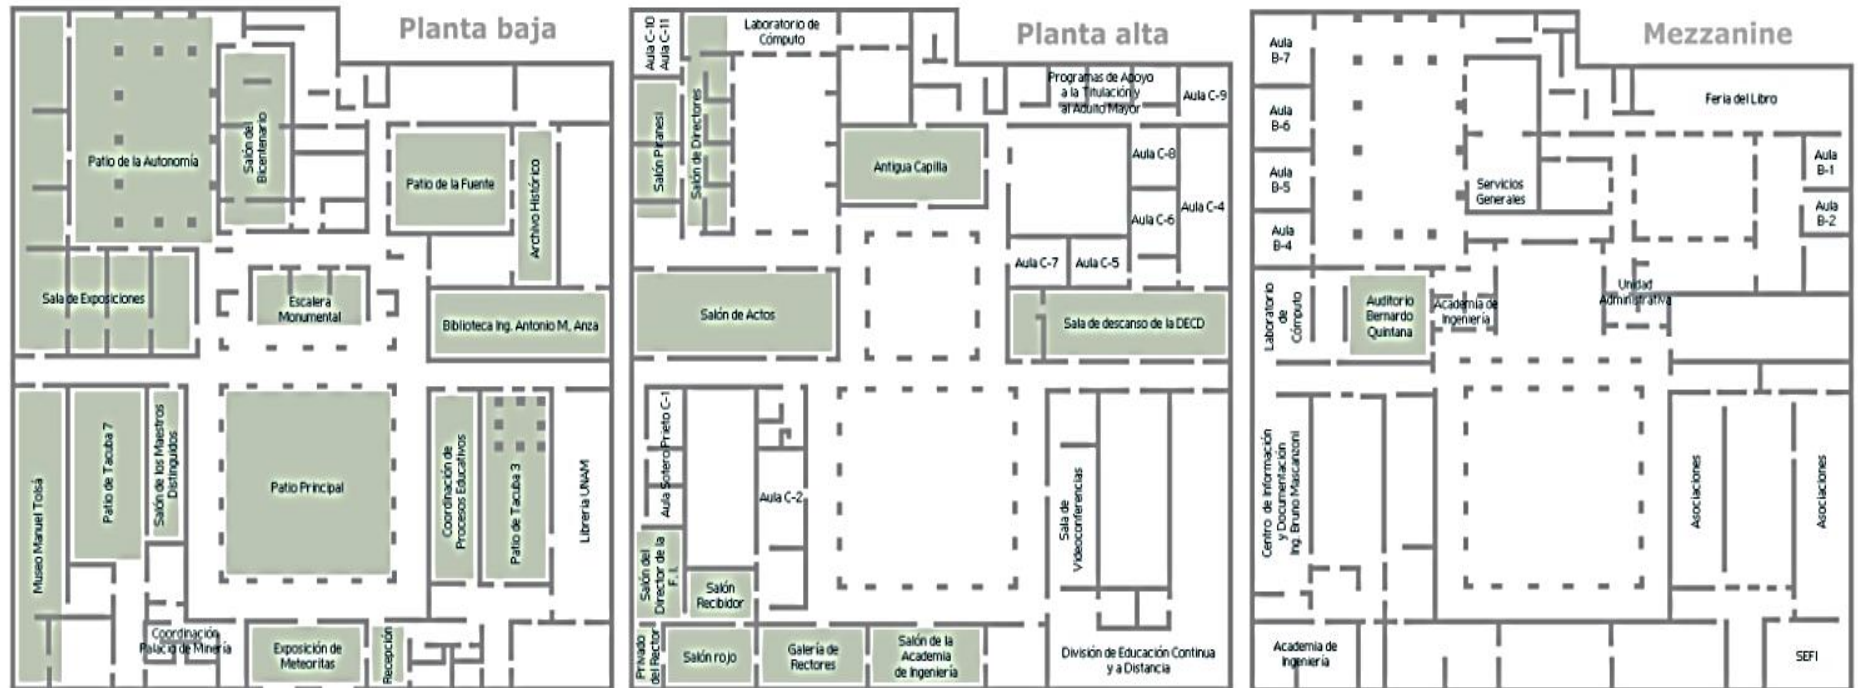 Planta baja
Patio de la Autonomía
Salón del
Bicentenario
Patio de la Fuente
Archivo Histórico
Sala de Exposiciones
Escalera
Monumental
Biblioteca Ing. Antonio M. Anza
Museo Manuel Tolsá
Patio de Tacuba 7
Salón de los Maestros
Distinguidos
Patio Principal
Coordinación de
Procesos Educativos
Patio de Tacuba 3
Librería UNAM
Coordinación
Palacio de Minería
Exposición de
Meteoritas
Recepción
Planta alta
Aula C-10
Aula C-11
Laboratorio de
Cómputo
Salón Piranesi
Salón de Directores
Programas de Apoyo
a la Titulación y
al Adulto Mayor
Aula C-9
Antigua Capilla
Aula C-8
Aula C-6
Aula C-4
Aula C-7
Aula C-5
Salón de Actos
Sala de descanso de la DECD
Aula Sotero Prieto C-1
Aula C-2
Sala de
Videoconferencias
Salón del
Director de la
F. I.
Salón
Recibidor
Privado
del Rector
Salón rojo
Galería de
Rectores
Salón de la
Academia
de Ingeniería
División de Educación Continua
y a Distancia
Mezzanine
Aula
B-7
Aula
B-6
Aula
B-5
Aula
B-4
Feria del Libro
Servicios
Generales
Aula
B-1
Aula
B-2
Laboratorio
de
Cómputo
Auditorio
Bernardo
Quintana
Academia de
Ingeniería
Unidad
Administrativa
Centro de Información
y Documentación
Ing. Bruno Mascanzoni
Asociaciones
Asociaciones
Academia de
Ingeniería
SEFI